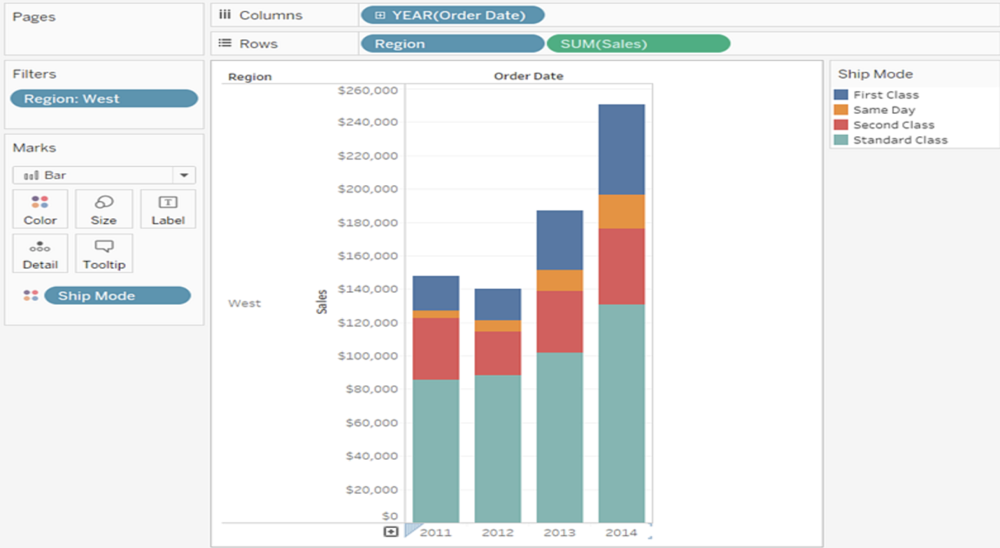 Pages
Columns
YEAR(Order Date)
Rows
Region
SUM(Sales)
Filters
Region: West
Marks
Bar
Color
Size
Label
Detail
Tooltip
Ship Mode
Region
Order Date
$260,000
$240,000
$220,000
$200,000
$180,000
$160,000
$140,000
$120,000
$100,000
$80,000
$60,000
$40,000
$20,000
$0
Sales
West
2011 2012 2013 2014
Ship Mode
First Class
Same Day
Second Class
Standard Class